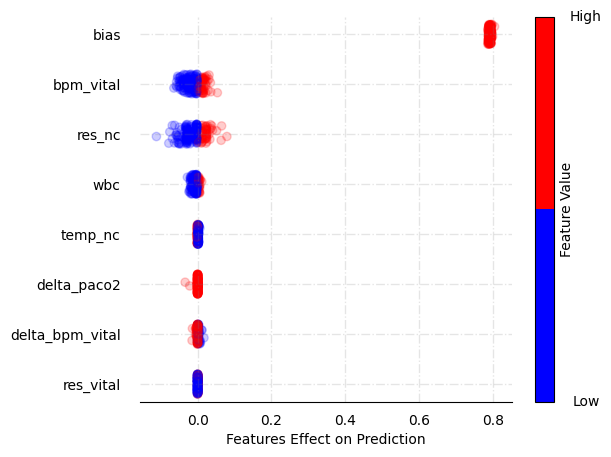 High
bias
bpm_vital
res_nc
wbc
temp_nc
delta_paco2
delta_bpm_vital
res_vital
Feature Value
Low
0.0 0.2 0.4 0.6 0.8
Features Effect on Prediction